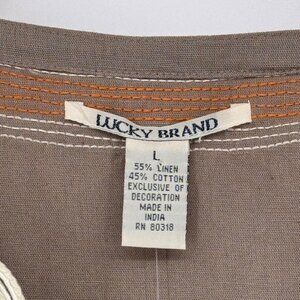 LUCKY BRAND
L
55% LINEN
45% COTTON
EXCLUSIVE OF
DECORATION
MADE IN
INDIA
RN 80318